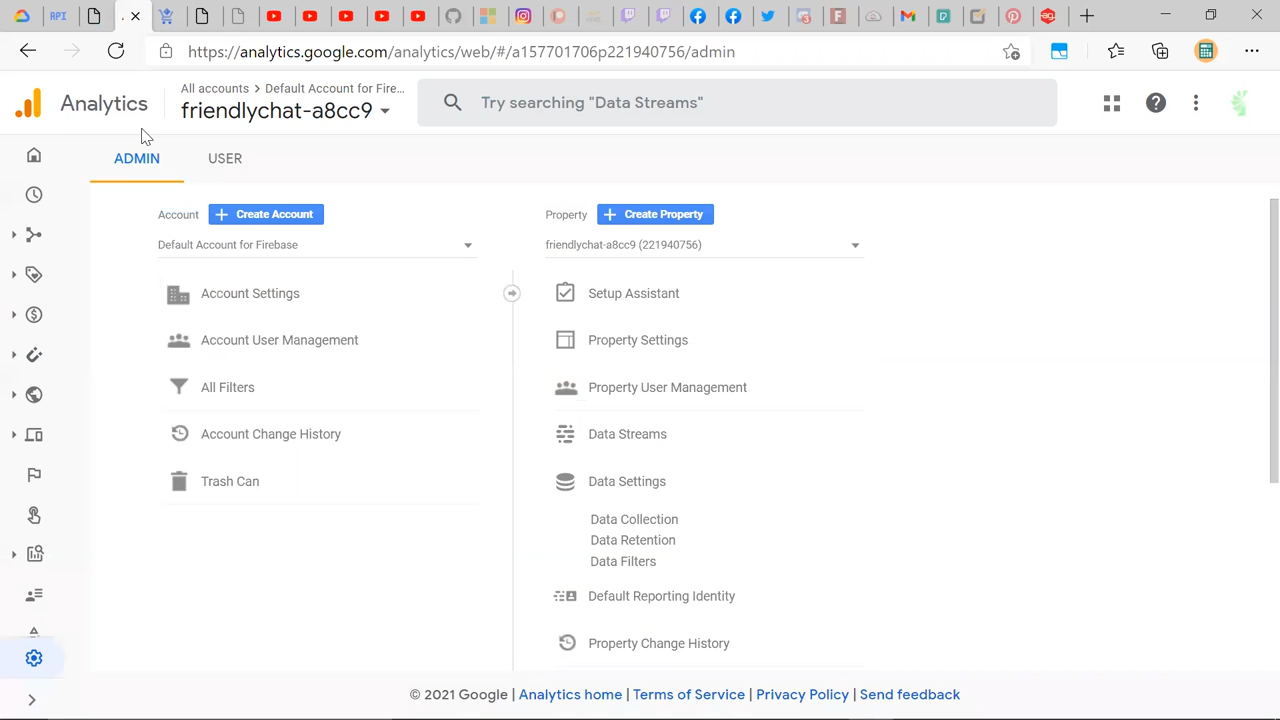 RPI
https://analytics.google.com/analytics/web/#/a157701706p221940756/admin
Analytics
All accounts > Default Account for Fire...
friendlychat-a8cc9
Try searching "Data Streams"
ADMIN
USER
Account
+ Create Account
Default Account for Firebase
Account Settings
Account User Management
All Filters
Account Change History
Trash Can
Property
+ Create Property
friendlychat-a8cc9 (221940756)
Setup Assistant
Property Settings
Property User Management
Data Streams
Data Settings
Data Collection
Data Retention
Data Filters
Default Reporting Identity
Property Change History
© 2021 Google | Analytics home | Terms of Service | Privacy Policy | Send feedback